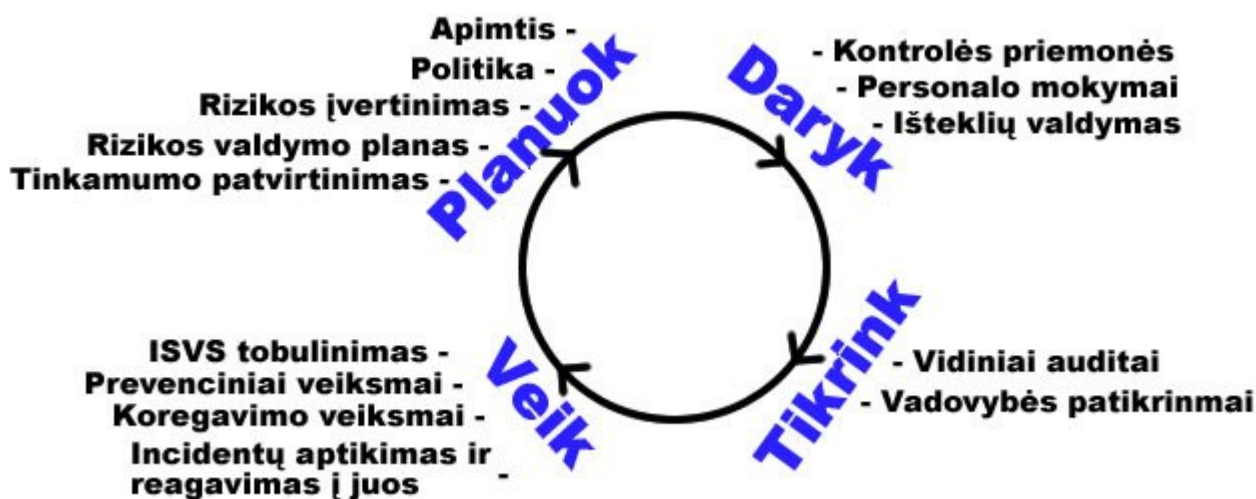 Planuok
Apimtis -
Politika -
Rizikos įvertinimas -
Rizikos valdymo planas -
Tinkamumo patvirtinimas -
Daryk
- Kontrolės priemonės
- Personalo mokymai
- Išteklių valdymas
Tikrink
- Vidiniai auditai
- Vadovybės patikrinmai
Veik
ISVS tobulinimas -
Prevenciniai veiksmai -
Koregavimo veiksmai -
Incidentų aptikimas ir
reagavimas į juos -